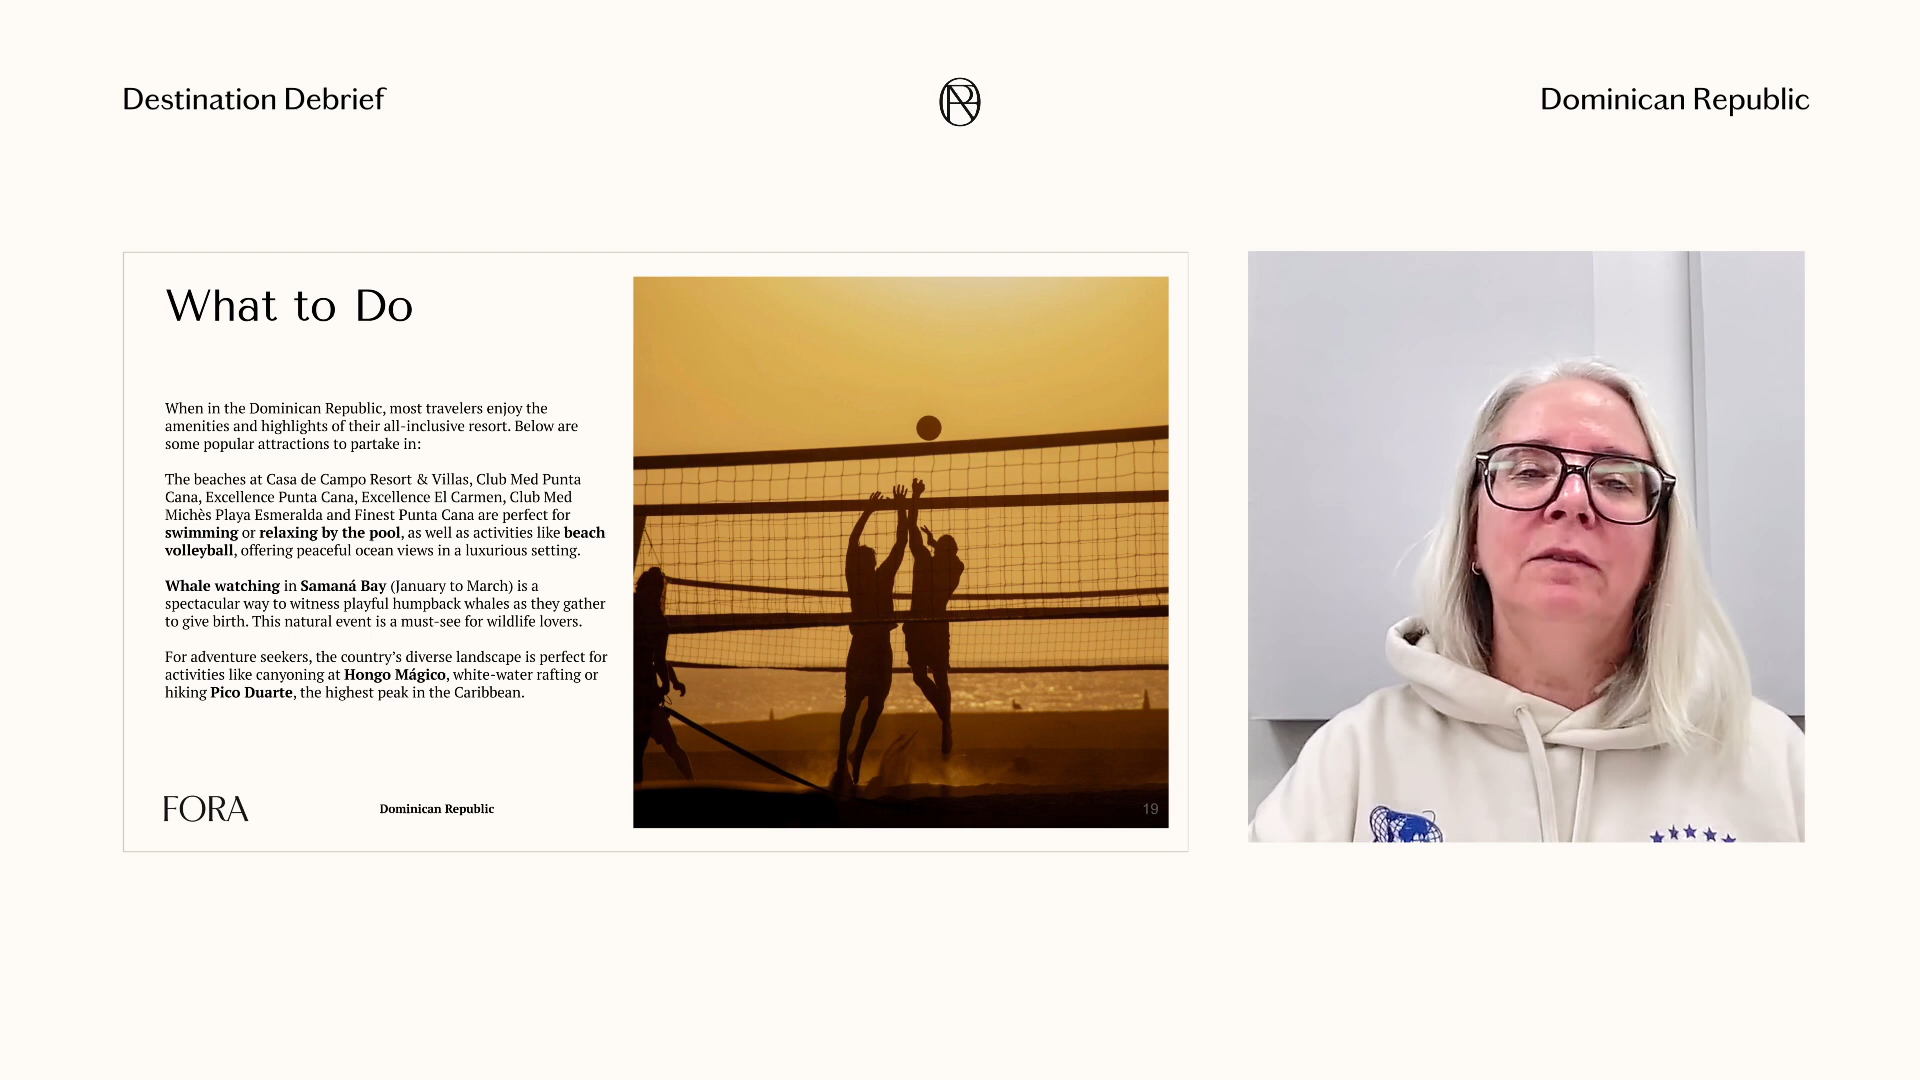 Destination Debrief
Dominican Republic
What to Do
When in the Dominican Republic, most travelers enjoy the
amenities and highlights of their all-inclusive resort. Below are
some popular attractions to partake in:
The beaches at Casa de Campo Resort & Villas, Club Med Punta
Cana, Excellence Punta Cana, Excellence El Carmen, Club Med
Michès Playa Esmeralda and Finest Punta Cana are perfect for
swimming or relaxing by the pool, as well as activities like beach
volleyball, offering peaceful ocean views in a luxurious setting.
Whale watching in Samaná Bay (January to March) is a
spectacular way to witness playful humpback whales as they gather
to give birth. This natural event is a must-see for wildlife lovers.
For adventure seekers, the country’s diverse landscape is perfect for
activities like canyoning at Hongo Mágico, white-water rafting or
hiking Pico Duarte, the highest peak in the Caribbean.
FORA
Dominican Republic
19